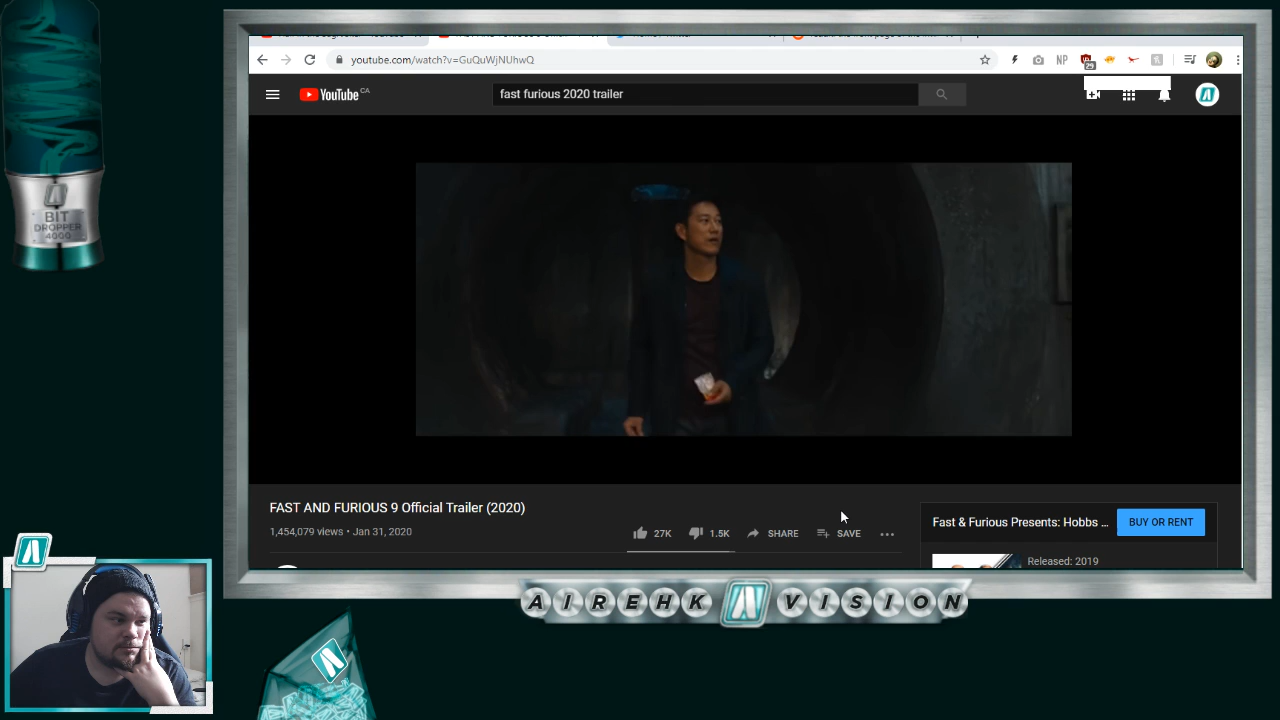 youtube.com/watch?v=GuQuWjNUhwQ
NP
29
YouTube CA
fast furious 2020 trailer
BIT
DROPPER
4000
FAST AND FURIOUS 9 Official Trailer (2020)
1,454,079 views • Jan 31, 2020
27K
1.5K
SHARE
SAVE
Fast & Furious Presents: Hobbs ...
BUY OR RENT
Released: 2019
AIREHK VISION